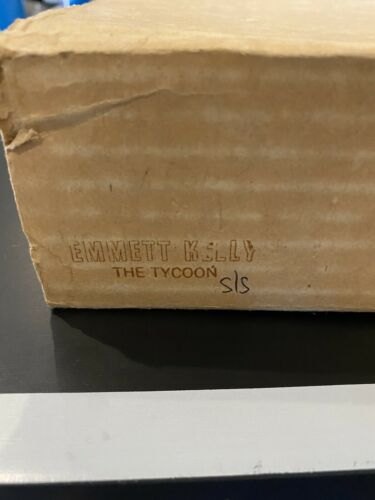 EMMETT KELLY
THE TYCOON
S/S